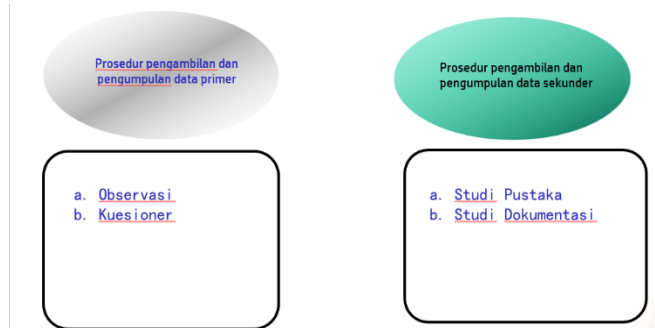 Prosedur pengambilan dan
pengumpulan data primer
a. Observasi
b. Kuesioner
Prosedur pengambilan dan
pengumpulan data sekunder
a. Studi Pustaka
b. Studi Dokumentasi